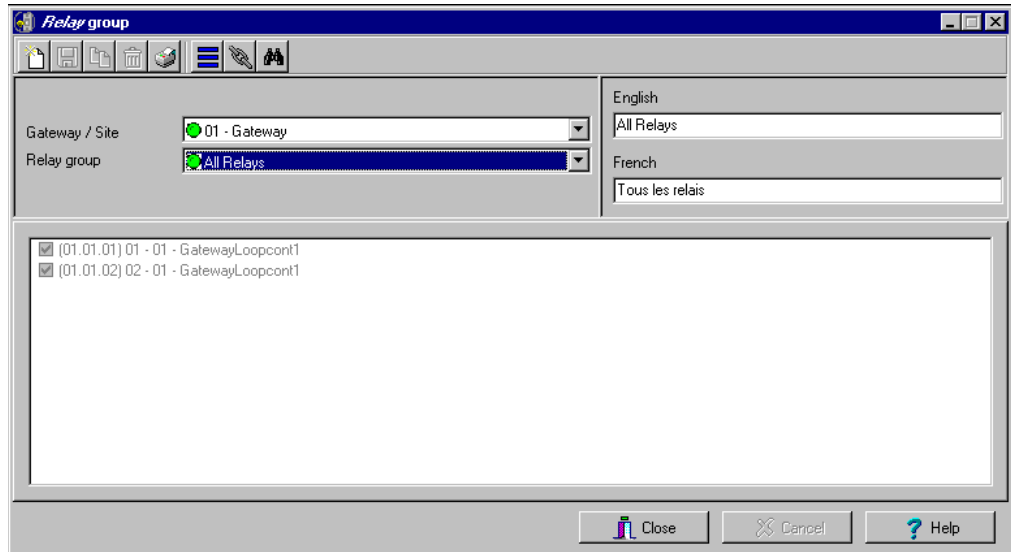 Relay group
English
All Relays
Gateway / Site
01 - Gateway
Relay group
All Relays
French
Tous les relais
(01.01.01) 01 - 01 - GatewayLoopcont1
(01.01.02) 02 - 01 - GatewayLoopcont1
Close
Cancel
Help